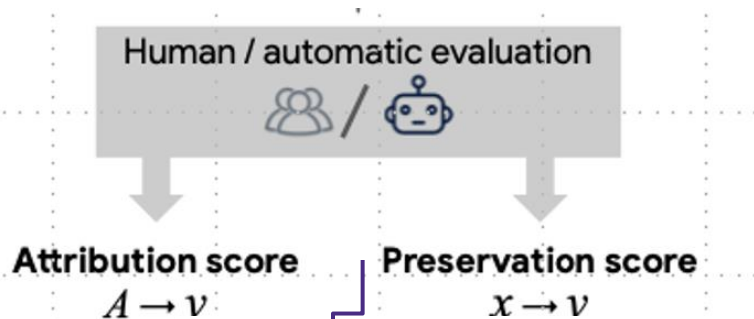 Human / automatic evaluation
/
Attribution score Preservation score
A → y x → y